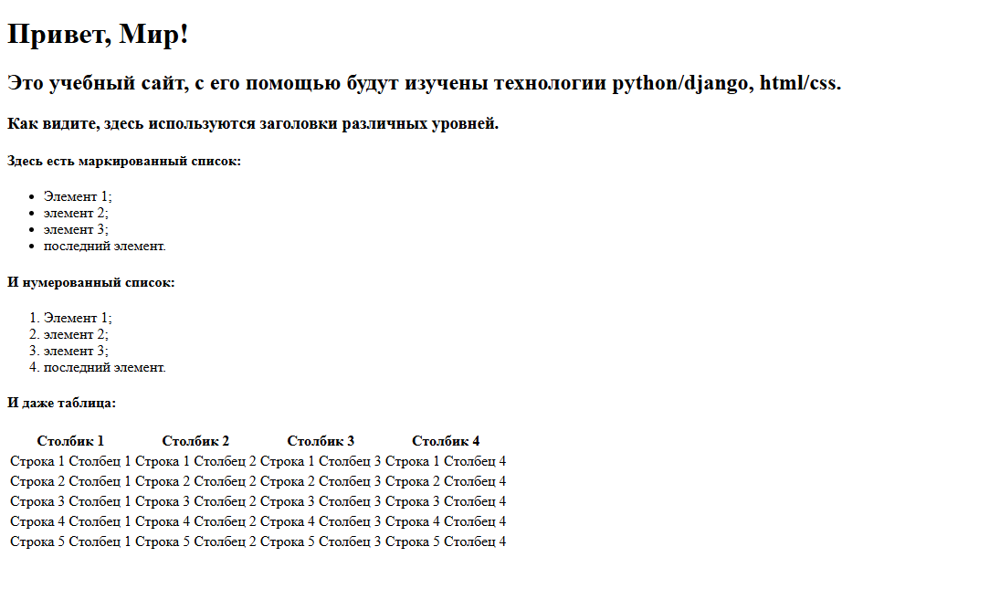 Привет, Мир!
Это учебный сайт, с его помощью будут изучены технологии python/django, html/css.
Как видите, здесь используются заголовки различных уровней.
Здесь есть маркированный список:
• Элемент 1;
• элемент 2;
• элемент 3;
• последний элемент.
И нумерованный список:
1. Элемент 1;
2. элемент 2;
3. элемент 3;
4. последний элемент.
И даже таблица:
Столбик 1 Столбик 2 Столбик 3 Столбик 4
Строка 1 Столбец 1 Строка 1 Столбец 2 Строка 1 Столбец 3 Строка 1 Столбец 4
Строка 2 Столбец 1 Строка 2 Столбец 2 Строка 2 Столбец 3 Строка 2 Столбец 4
Строка 3 Столбец 1 Строка 3 Столбец 2 Строка 3 Столбец 3 Строка 3 Столбец 4
Строка 4 Столбец 1 Строка 4 Столбец 2 Строка 4 Столбец 3 Строка 4 Столбец 4
Строка 5 Столбец 1 Строка 5 Столбец 2 Строка 5 Столбец 3 Строка 5 Столбец 4